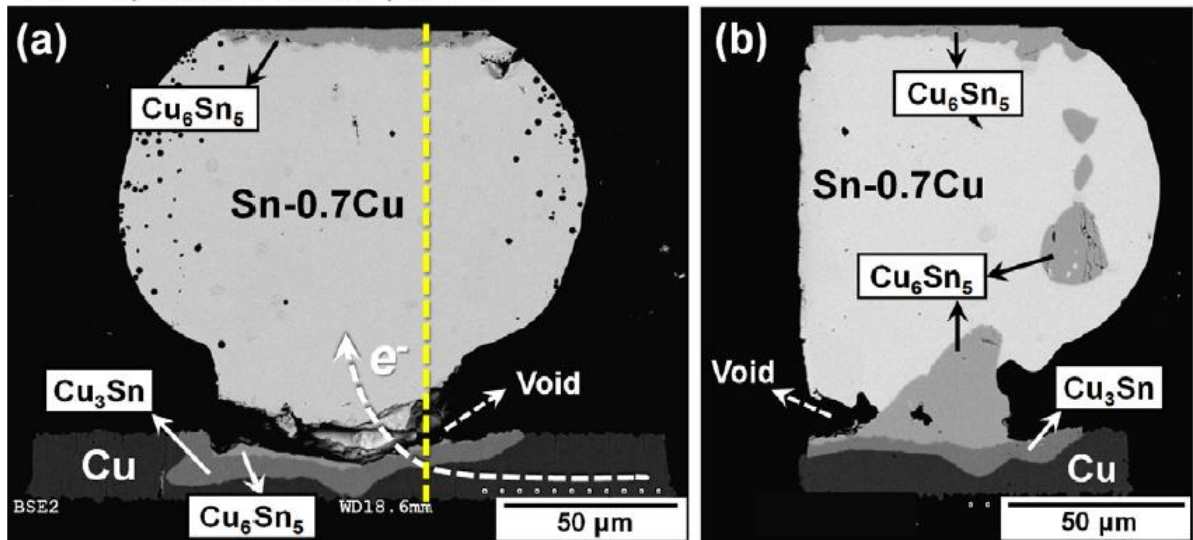 (a)
Cu₆Sn₅
Sn-0.7Cu
e⁻
Void
Cu₃Sn
Cu
Cu₆Sn₅
BSE2
WD18.6mm
50 µm
(b)
Cu₆Sn₅
Sn-0.7Cu
Cu₆Sn₅
Void
Cu₃Sn
Cu
50 µm